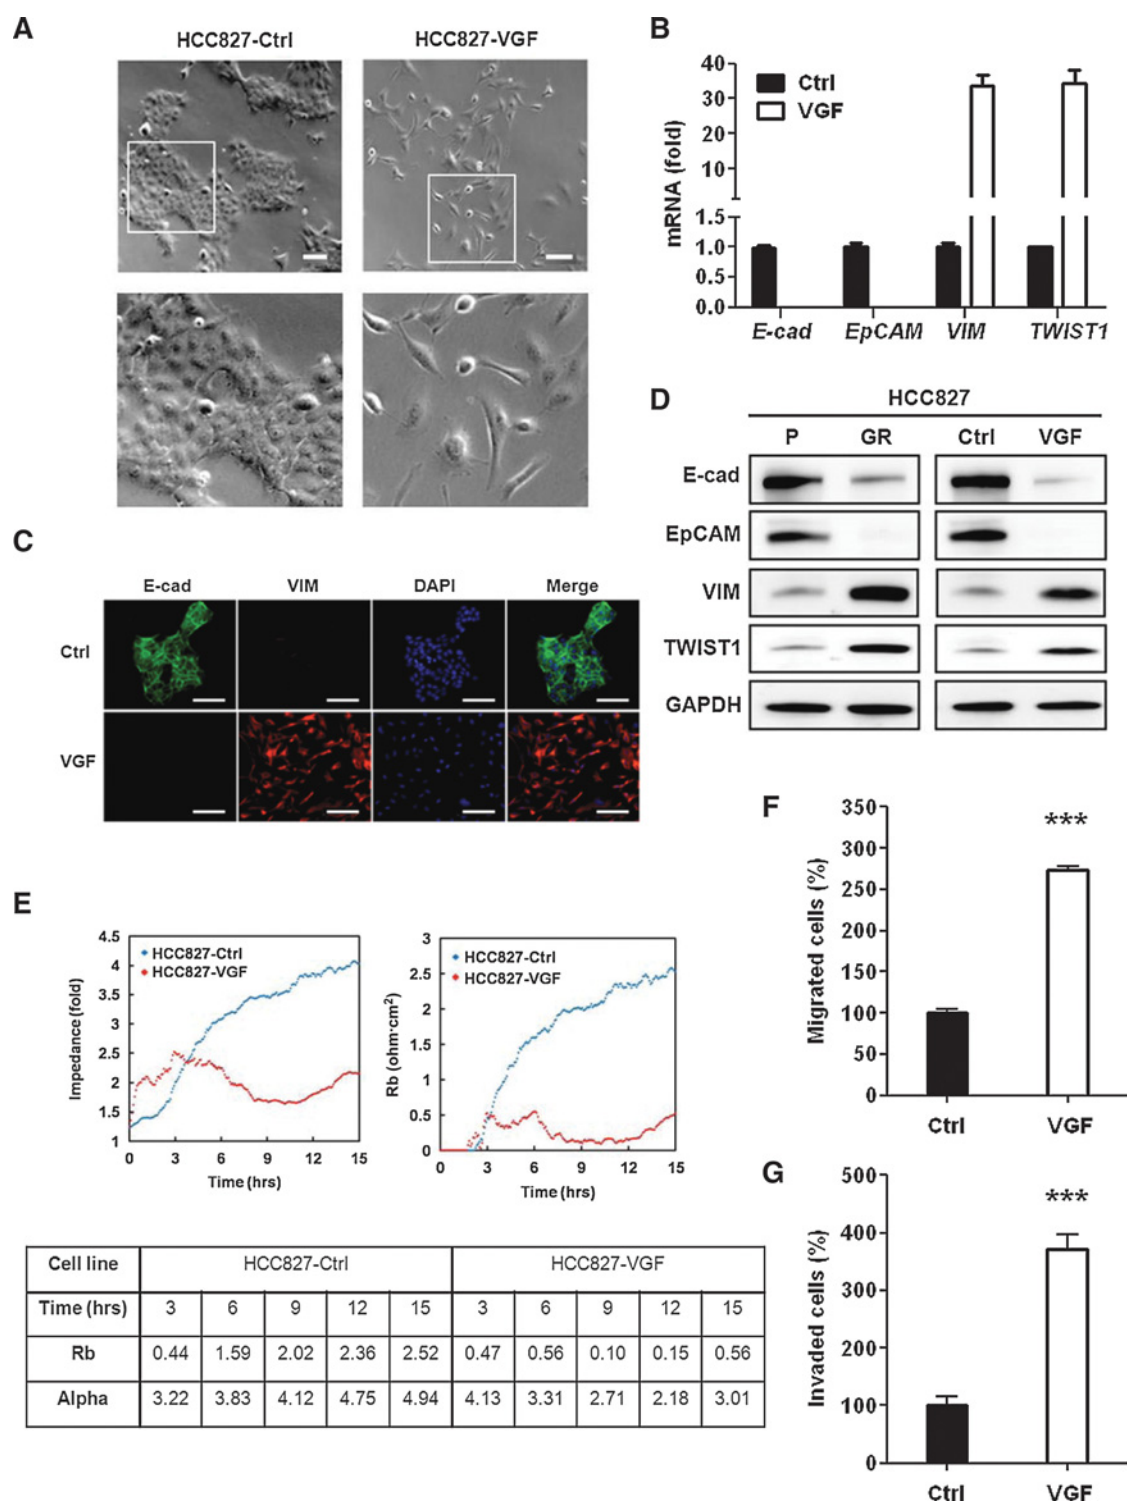 A
HCC827-Ctrl
HCC827-VGF
B
mRNA (fold)
40
30
20
10
1.5
1.0
0.5
0.0
Ctrl
VGF
E-cad
EpCAM
VIM
TWIST1
C
E-cad
VIM
DAPI
Merge
Ctrl
VGF
D
HCC827
P
GR
Ctrl
VGF
E-cad
EpCAM
VIM
TWIST1
GAPDH
E
Impedance (fold)
4.5
4
3.5
3
2.5
2
1.5
1
HCC827-Ctrl
HCC827-VGF
0 3 6 9 12 15
Time (hrs)
Rb (ohm·cm²)
3
2.5
2
1.5
1
0.5
0
HCC827-Ctrl
HCC827-VGF
0 3 6 9 12 15
Time (hrs)
Cell line HCC827-Ctrl HCC827-VGF
Time (hrs) 3 6 9 12 15 3 6 9 12 15
Rb 0.44 1.59 2.02 2.36 2.52 0.47 0.56 0.10 0.15 0.56
Alpha 3.22 3.83 4.12 4.75 4.94 4.13 3.31 2.71 2.18 3.01
F
Migrated cells (%)
350
300
250
200
150
100
50
0
***
Ctrl
VGF
G
Invaded cells (%)
500
400
300
200
100
0
***
Ctrl
VGF